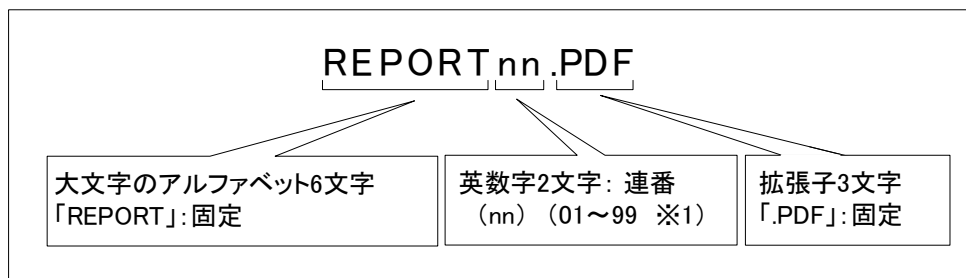 REPORTnn.PDF
大文字のアルファベット6文字
「REPORT」:固定
英数字2文字: 連番
(nn) (01~99 ※1)
拡張子3文字
「.PDF」:固定